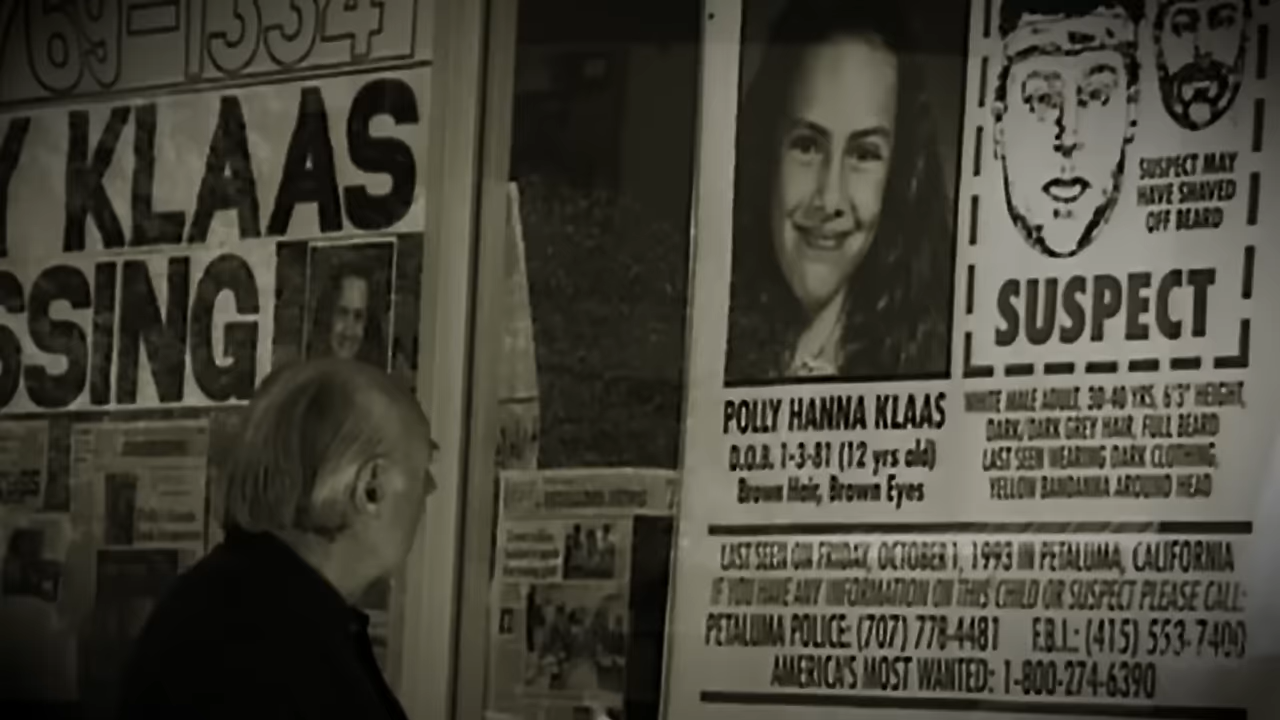 769-1334
Y KLAAS
SSING
SUSPECT MAY
HAVE SHAVED
OFF BEARD
SUSPECT
POLLY HANNA KLAAS
D.O.B. 1-3-81 (12 yrs old)
Brown Hair, Brown Eyes
WHITE MALE ADULT, 30-40 YRS, 6'3" HEIGHT,
DARK/DARK GREY HAIR, FULL BEARD
LAST SEEN WEARING DARK CLOTHING,
YELLOW BANDANNA AROUND HEAD
LAST SEEN ON FRIDAY, OCTOBER 1, 1993 IN PETALUMA, CALIFORNIA
IF YOU HAVE ANY INFORMATION ON THIS CHILD OR SUSPECT PLEASE CALL:
PETALUMA POLICE: (707) 778-4481 F.B.I.: (415) 553-7400
AMERICA'S MOST WANTED: 1-800-274-6390